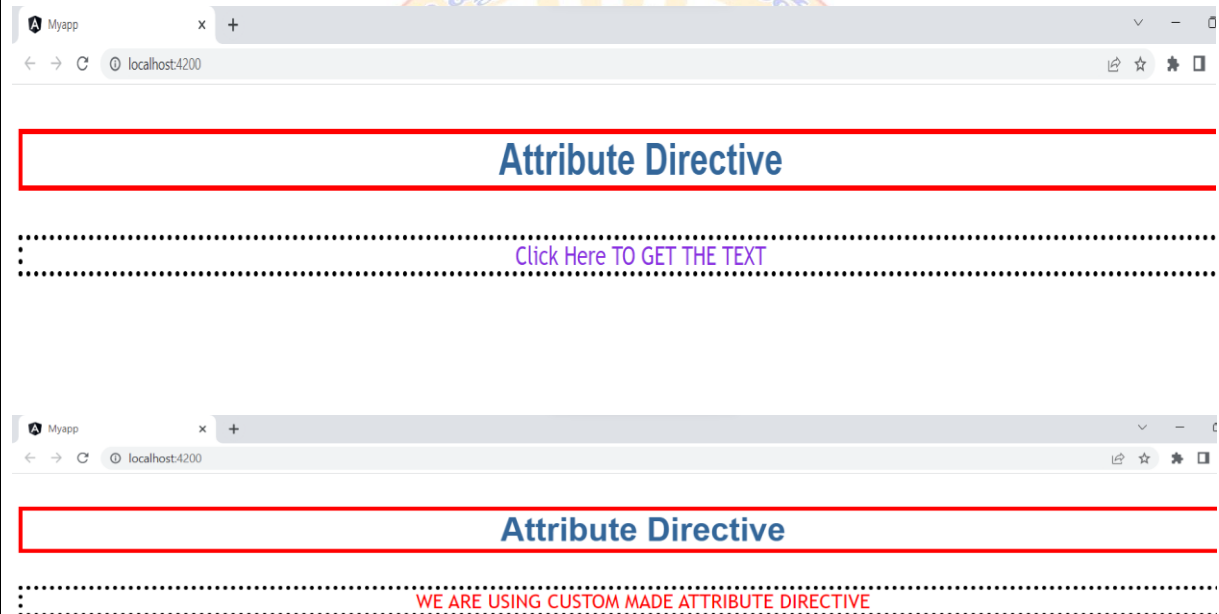 Myapp
localhost:4200
Attribute Directive
Click Here TO GET THE TEXT
Myapp
localhost:4200
Attribute Directive
WE ARE USING CUSTOM MADE ATTRIBUTE DIRECTIVE